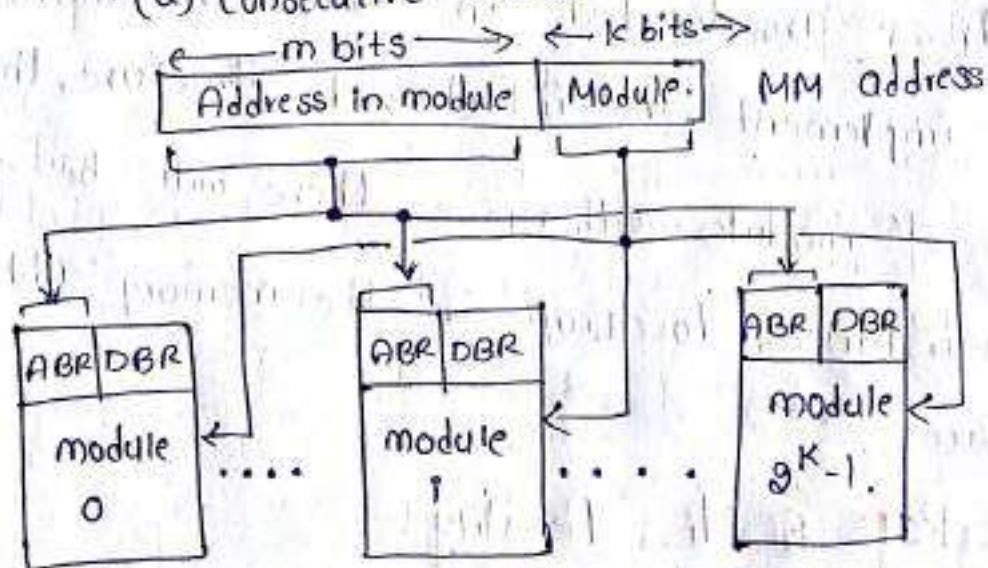 (a) Consecutive
m bits k bits
Address in module Module. MM address
ABR DBR ABR DBR ABR DBR
module module module
0 i 2^K-1.